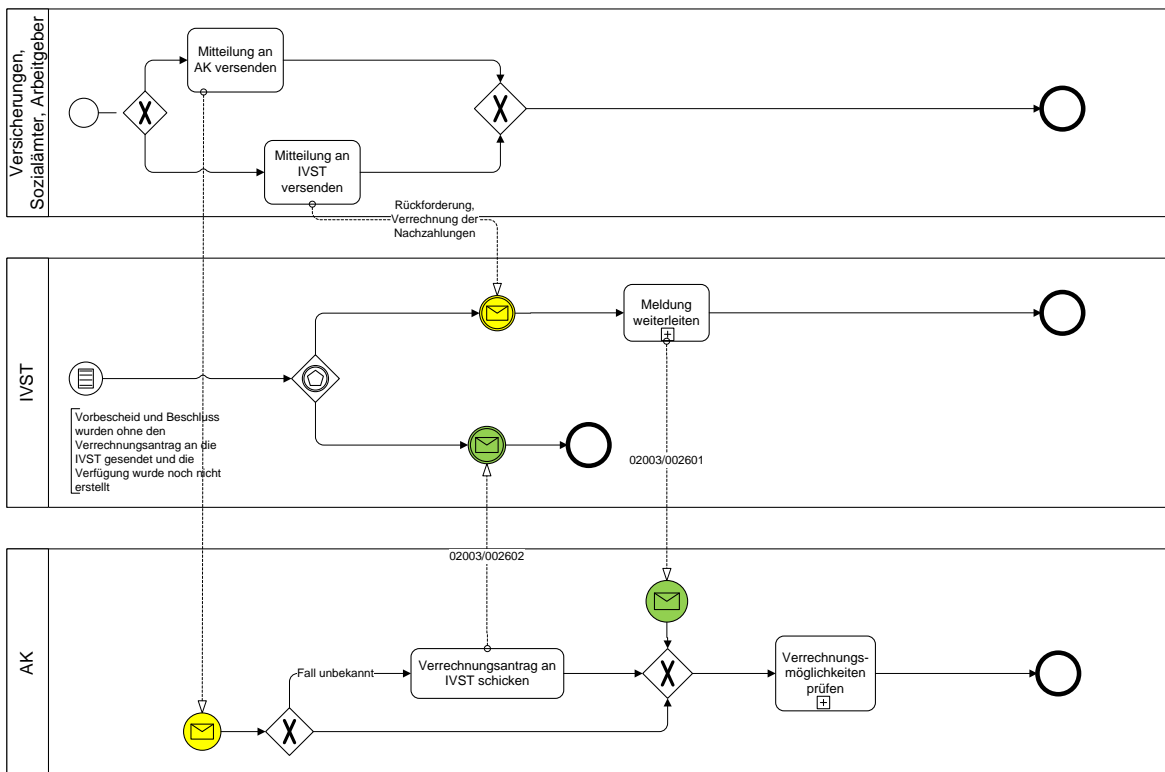 Versicherungen,
Sozialämter, Arbeitgeber
Mitteilung an
AK versenden
Mitteilung an
IVST
versenden
Rückforderung,
Verrechnung der
Nachzahlungen
IVST
Meldung
weiterleiten
Vorbescheid und Beschluss
wurden ohne den
Verrechnungsantrag an die
IVST gesendet und die
Verfügung wurde noch nicht
erstellt
02003/002601
02003/002602
AK
Fall unbekannt
Verrechnungsantrag an
IVST schicken
Verrechnungs-
möglichkeiten
prüfen